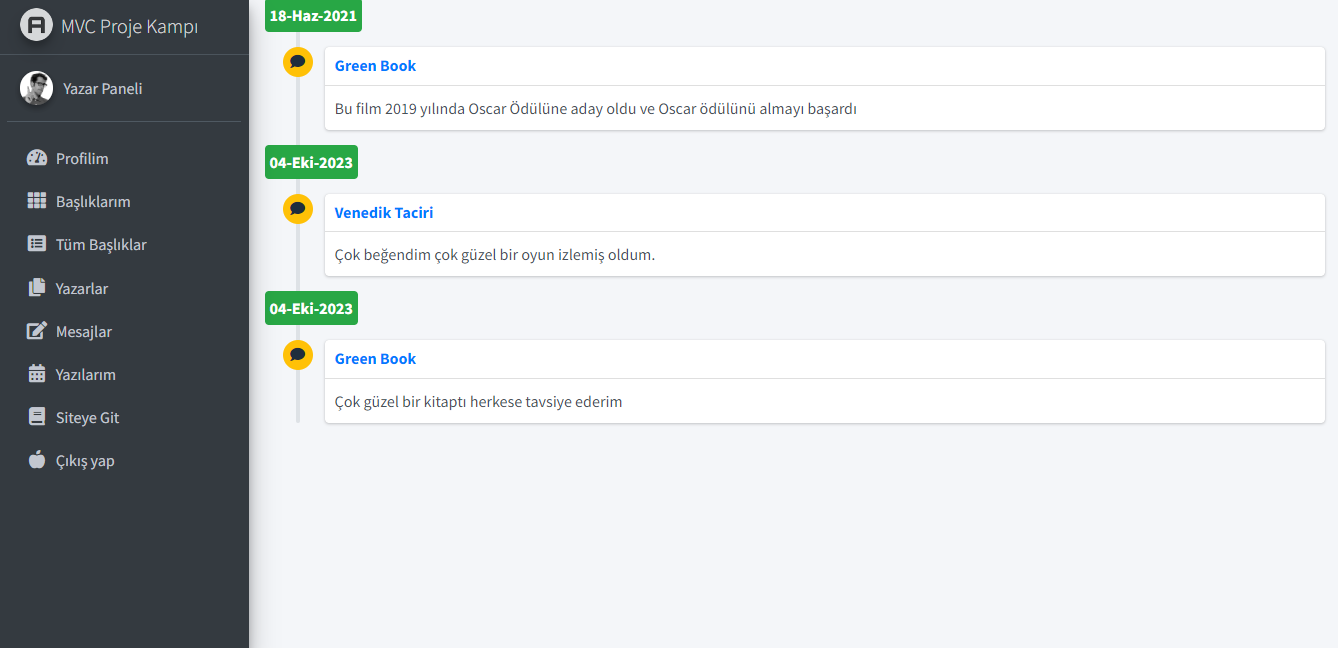 MVC Proje Kampı
Yazar Paneli
Profilim
Başlıklarım
Tüm Başlıklar
Yazarlar
Mesajlar
Yazılarım
Siteye Git
Çıkış yap
18-Haz-2021
Green Book
Bu film 2019 yılında Oscar Ödülüne aday oldu ve Oscar ödülünü almayı başardı
04-Eki-2023
Venedik Taciri
Çok beğendim çok güzel bir oyun izlemiş oldum.
04-Eki-2023
Green Book
Çok güzel bir kitaptı herkese tavsiye ederim